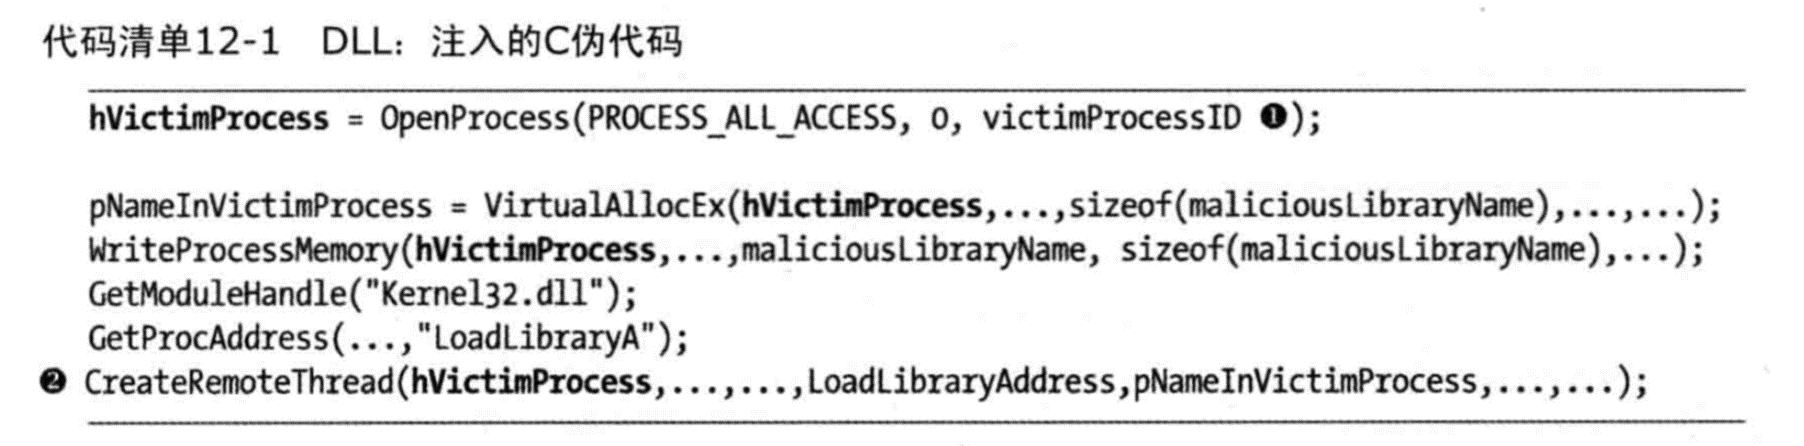 代码清单12-1 DLL：注入的C伪代码
hVictimProcess = OpenProcess(PROCESS_ALL_ACCESS, 0, victimProcessID ❶);
pNameInVictimProcess = VirtualAllocEx(hVictimProcess,...,sizeof(maliciousLibraryName),...,...);
WriteProcessMemory(hVictimProcess,...,maliciousLibraryName, sizeof(maliciousLibraryName),...);
GetModuleHandle("Kernel32.dll");
GetProcAddress(...,"LoadLibraryA");
❷ CreateRemoteThread(hVictimProcess,...,...,LoadLibraryAddress,pNameInVictimProcess,...,...);